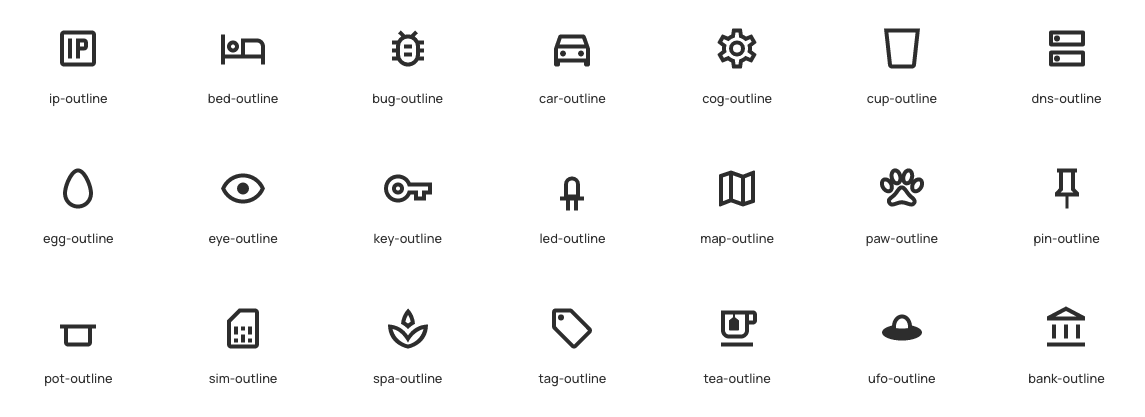 IP
ip-outline bed-outline bug-outline car-outline cog-outline cup-outline dns-outline
egg-outline eye-outline key-outline led-outline map-outline paw-outline pin-outline
pot-outline sim-outline spa-outline tag-outline tea-outline ufo-outline bank-outline